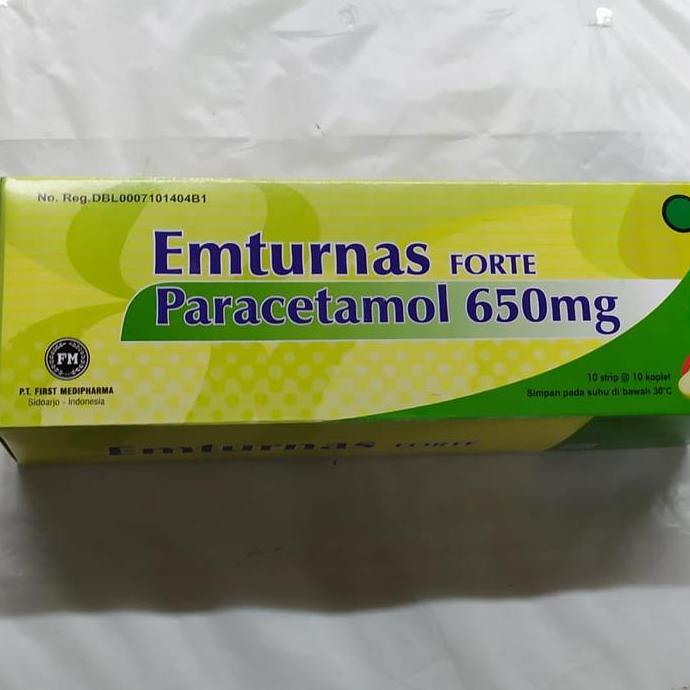 No. Reg.DBL0007101404B1
Emturnas FORTE
Paracetamol 650mg
FM
P.T. FIRST MEDIPHARMA
Sidoarjo - Indonesia
10 strip @ 10 kaplet
Simpan pada suhu di bawah 30°C
Emturnas FORTE